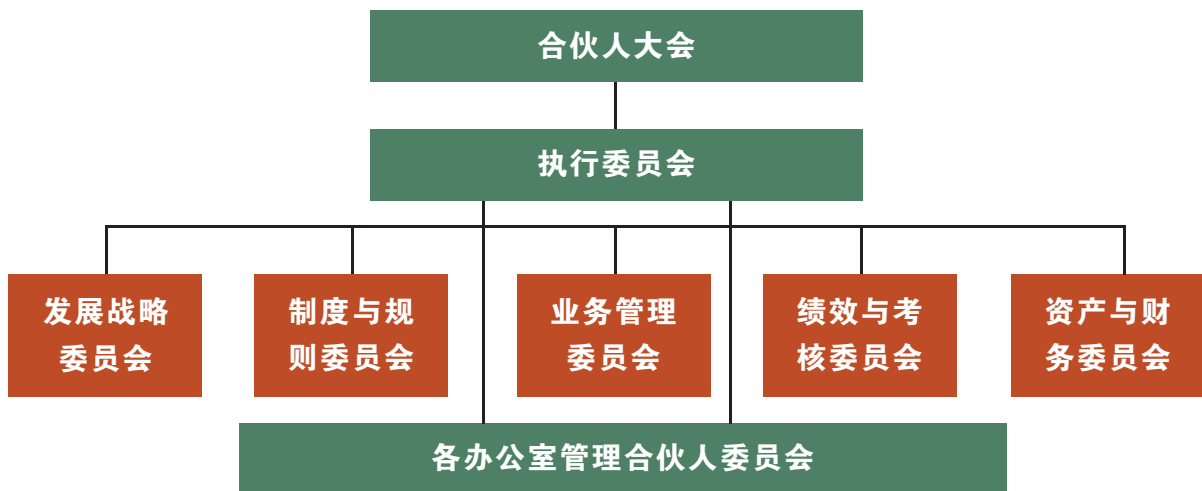 合伙人大会
执行委员会
发展战略
委员会
制度与规
则委员会
业务管理
委员会
绩效与考
核委员会
资产与财
务委员会
各办公室管理合伙人委员会